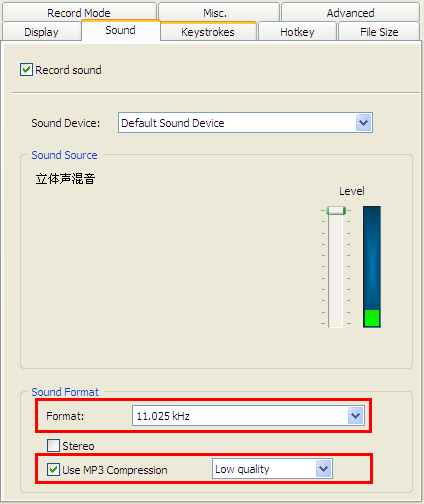 Record Mode
Misc.
Advanced
Display
Sound
Keystrokes
Hotkey
File Size
Record sound
Sound Device:
Default Sound Device
Sound Source
立体声混音
Level
Sound Format
Format:
11.025 kHz
Stereo
Use MP3 Compression
Low quality